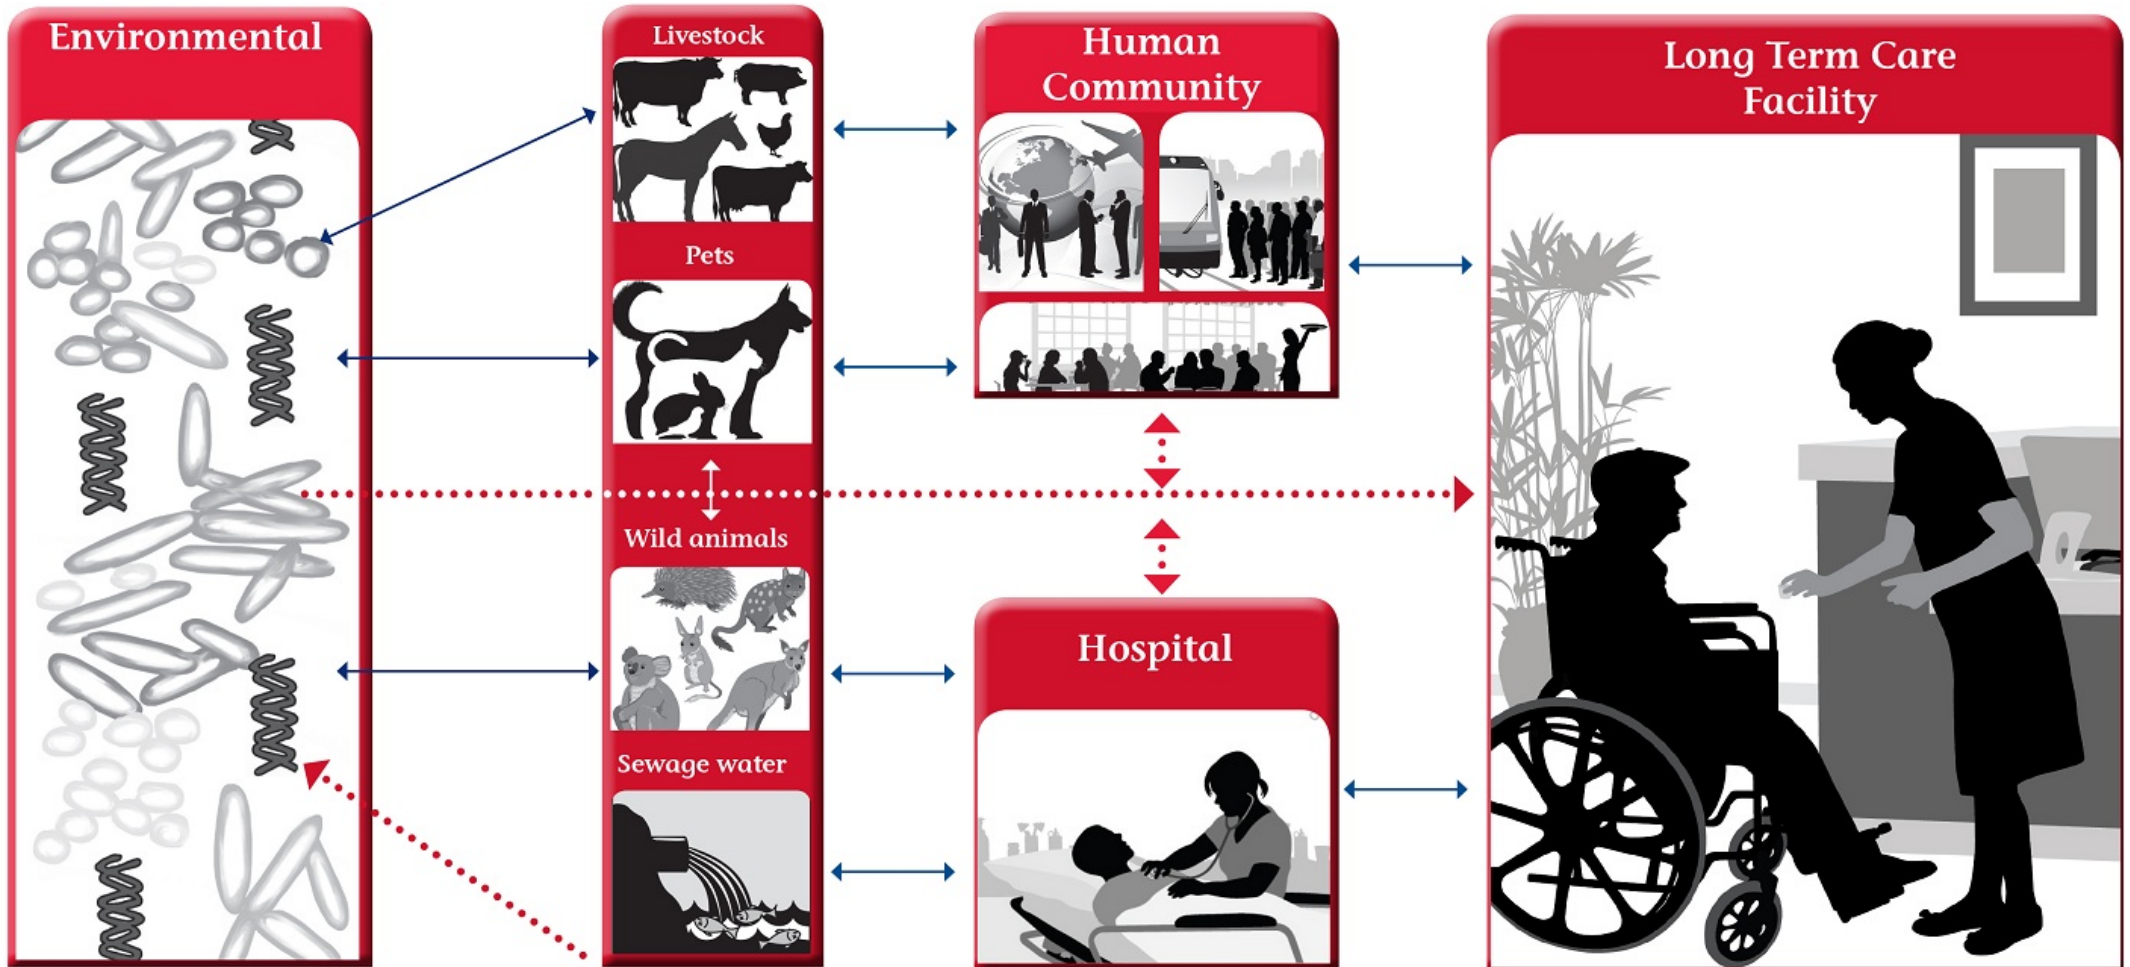 Environmental
Livestock
Pets
Wild animals
Sewage water
Human
Community
Hospital
Long Term Care
Facility